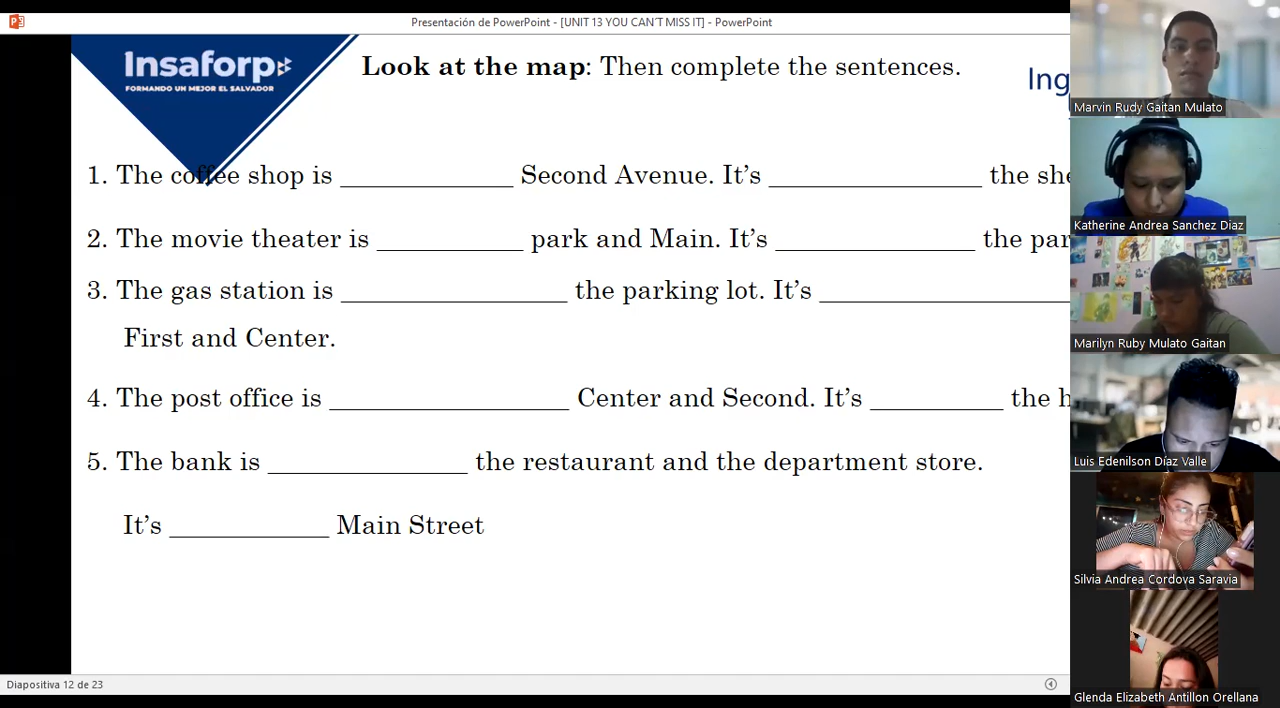 Presentación de PowerPoint - [UNIT 13 YOU CAN´T MISS IT] - PowerPoint
Insaforp
FORMANDO UN MEJOR EL SALVADOR
Look at the map: Then complete the sentences.
Ing
1. The coffee shop is ____________ Second Avenue. It's _______________ the she
2. The movie theater is __________ park and Main. It's ______________ the par
3. The gas station is ________________ the parking lot. It's __________________
First and Center.
4. The post office is _________________ Center and Second. It's _________ the h
5. The bank is ______________ the restaurant and the department store.
It's ___________ Main Street
Diapositiva 12 de 23
Marvin Rudy Gaitan Mulato
Katherine Andrea Sanchez Diaz
Marilyn Ruby Mulato Gaitan
Luis Edenilson Díaz Valle
Silvia Andrea Cordova Saravia
Glenda Elizabeth Antillon Orellana